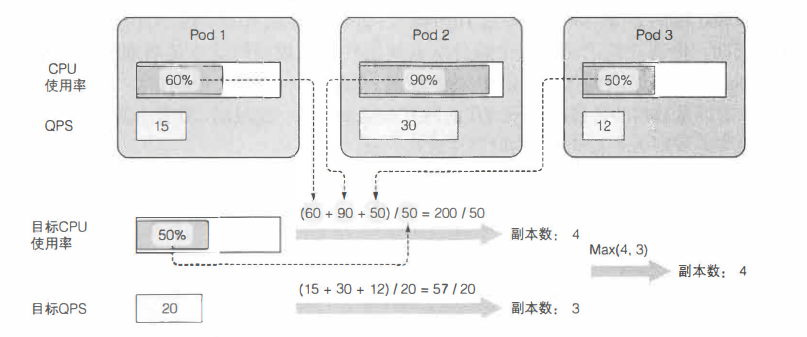 Pod 1
Pod 2
Pod 3
CPU
使用率
60%
90%
50%
QPS
15
30
12
目标CPU
使用率
50%
(60 + 90 + 50) / 50 = 200 / 50
副本数： 4
Max(4, 3)
副本数： 4
目标QPS
20
(15 + 30 + 12) / 20 = 57 / 20
副本数： 3